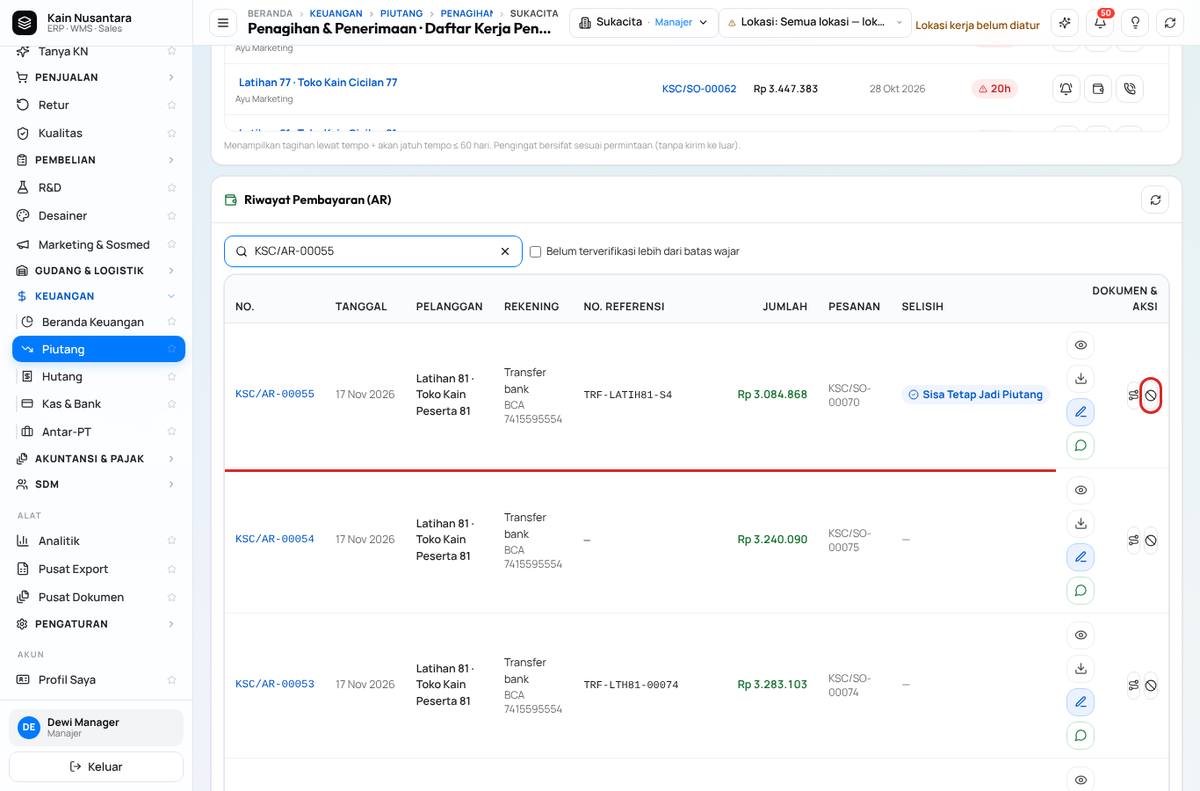 Kain Nusantara
ERP · WMS · Sales
BERANDA › KEUANGAN › PIUTANG › PENAGIHAN › SUKACITA
Penagihan & Penerimaan · Daftar Kerja Pen...
Sukacita · Manajer
Lokasi: Semua lokasi — lok...
Lokasi kerja belum diatur
50
Tanya KN
PENJUALAN
Retur
Kualitas
PEMBELIAN
R&D
Desainer
Marketing & Sosmed
GUDANG & LOGISTIK
KEUANGAN
Beranda Keuangan
Piutang
Hutang
Kas & Bank
Antar-PT
AKUNTANSI & PAJAK
SDM
ALAT
Analitik
Pusat Export
Pusat Dokumen
PENGATURAN
AKUN
Profil Saya
DE
Dewi Manager
Manajer
Keluar
Ayu Marketing
Latihan 77 · Toko Kain Cicilan 77
Ayu Marketing
KSC/SO-00062 Rp 3.447.383 28 Okt 2026 20h
Menampilkan tagihan lewat tempo + akan jatuh tempo ≤ 60 hari. Pengingat bersifat sesuai permintaan (tanpa kirim ke luar).
Riwayat Pembayaran (AR)
KSC/AR-00055
Belum terverifikasi lebih dari batas wajar
NO. TANGGAL PELANGGAN REKENING NO. REFERENSI JUMLAH PESANAN SELISIH DOKUMEN & AKSI
KSC/AR-00055 17 Nov 2026
Latihan 81 ·
Toko Kain
Peserta 81
Transfer
bank
BCA
7415595554
TRF-LATIH81-S4 Rp 3.084.868
KSC/SO-
00070
Sisa Tetap Jadi Piutang
KSC/AR-00054 17 Nov 2026
Latihan 81 ·
Toko Kain
Peserta 81
Transfer
bank
BCA
7415595554
— Rp 3.240.090
KSC/SO-
00075
—
KSC/AR-00053 17 Nov 2026
Latihan 81 ·
Toko Kain
Peserta 81
Transfer
bank
BCA
7415595554
TRF-LTH81-00074 Rp 3.283.103
KSC/SO-
00074
—